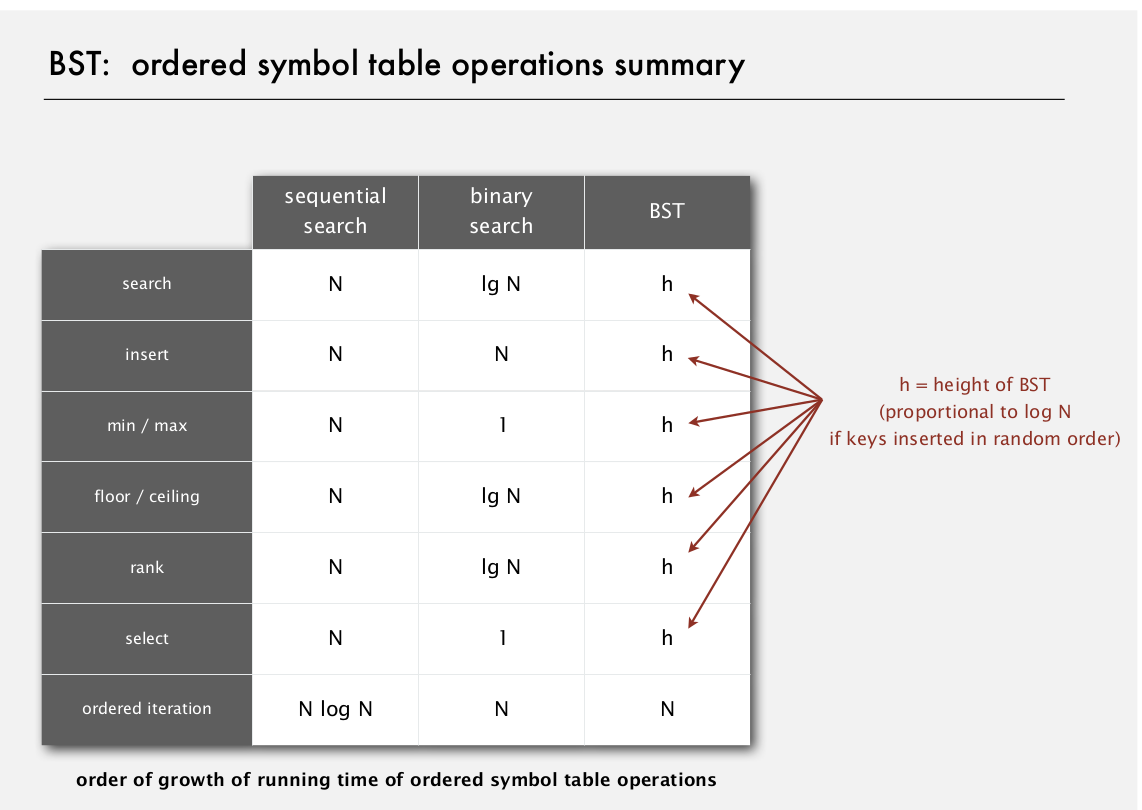 BST: ordered symbol table operations summary
sequential
search
binary
search
BST
search
N
lg N
h
insert
N
N
h
min / max
N
1
h
floor / ceiling
N
lg N
h
rank
N
lg N
h
select
N
1
h
ordered iteration
N log N
N
N
h = height of BST
(proportional to log N
if keys inserted in random order)
order of growth of running time of ordered symbol table operations